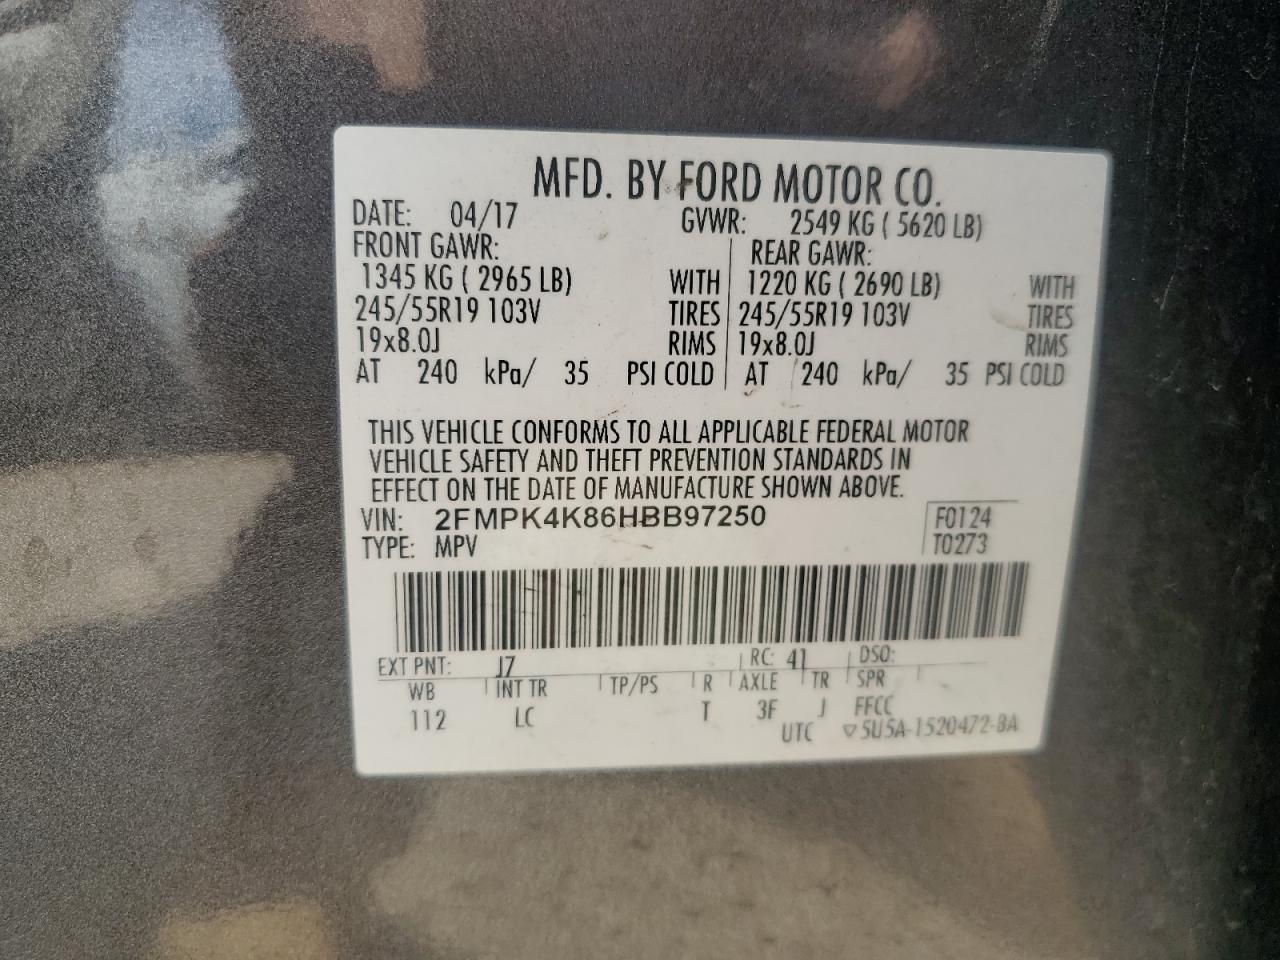 MFD. BY FORD MOTOR CO.
DATE: 04/17 GVWR: 2549 KG ( 5620 LB)
FRONT GAWR: REAR GAWR:
1345 KG ( 2965 LB) WITH 1220 KG ( 2690 LB) WITH
245/55R19 103V TIRES 245/55R19 103V TIRES
19x8.0J RIMS 19x8.0J RIMS
AT 240 kPa/ 35 PSI COLD AT 240 kPa/ 35 PSI COLD
THIS VEHICLE CONFORMS TO ALL APPLICABLE FEDERAL MOTOR
VEHICLE SAFETY AND THEFT PREVENTION STANDARDS IN
EFFECT ON THE DATE OF MANUFACTURE SHOWN ABOVE.
VIN: 2FMPK4K86HBB97250 F0124
TYPE: MPV T0273
EXT PNT: J7 RC: 41 DSO:
WB INT TR TP/PS R AXLE TR SPR
112 LC T 3F J FFCC
UTC ▽5U5A-1520472-BA